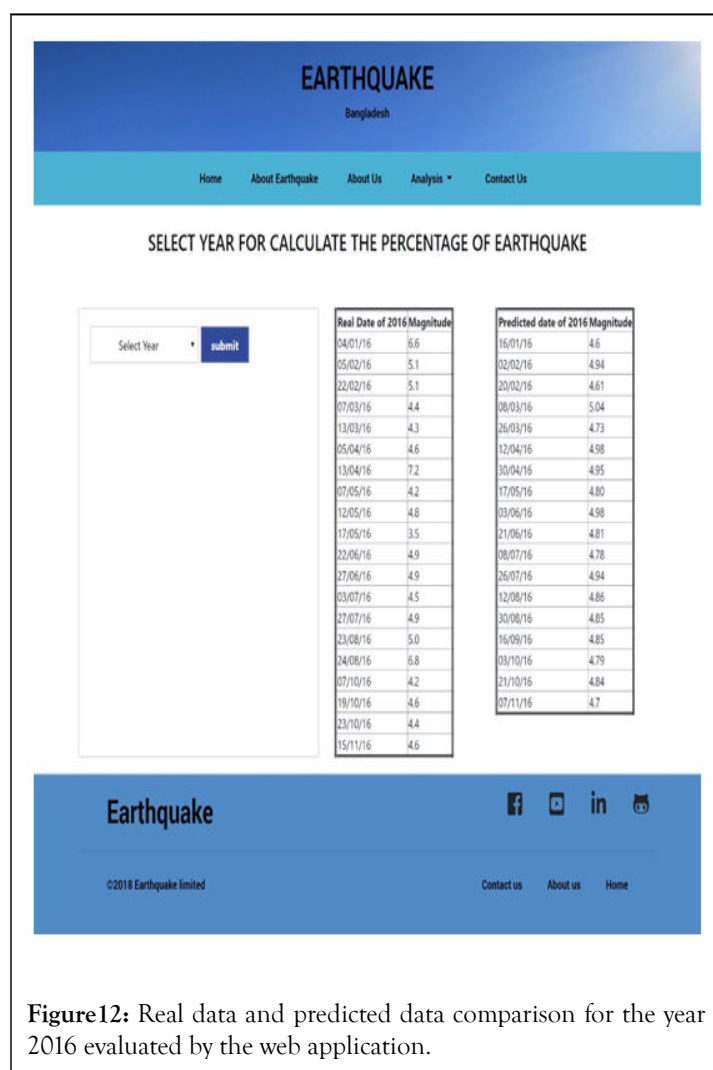 EARTHQUAKE
Bangladesh
Home About Earthquake About Us Analysis Contact Us
SELECT YEAR FOR CALCULATE THE PERCENTAGE OF EARTHQUAKE
Select Year submit
Real Date of 2016 Magnitude
04/01/16 6.6
05/02/16 5.1
22/02/16 5.1
07/03/16 4.4
13/03/16 4.3
05/04/16 4.6
13/04/16 7.2
07/05/16 4.2
12/05/16 4.8
17/05/16 3.5
22/06/16 4.9
27/06/16 4.9
03/07/16 4.5
27/07/16 4.9
23/08/16 5.0
24/08/16 6.8
07/10/16 4.2
19/10/16 4.6
23/10/16 4.4
15/11/16 4.6
Predicted date of 2016 Magnitude
16/01/16 4.6
02/02/16 4.94
20/02/16 4.61
08/03/16 5.04
26/03/16 4.73
12/04/16 4.98
30/04/16 4.95
17/05/16 4.80
03/06/16 4.98
21/06/16 4.81
08/07/16 4.78
26/07/16 4.94
12/08/16 4.86
30/08/16 4.85
16/09/16 4.85
03/10/16 4.79
21/10/16 4.84
07/11/16 4.7
Earthquake
in
©2018 Earthquake limited
Contact us About us Home
Figure12: Real data and predicted data comparison for the year
2016 evaluated by the web application.